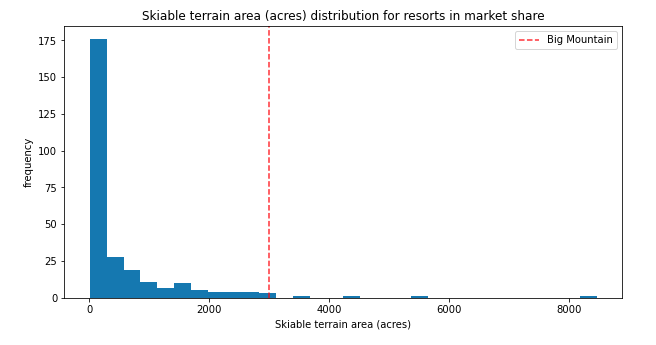 Skiable terrain area (acres) distribution for resorts in market share
Big Mountain
175
150
125
100
75
50
25
0
frequency
0 2000 4000 6000 8000
Skiable terrain area (acres)